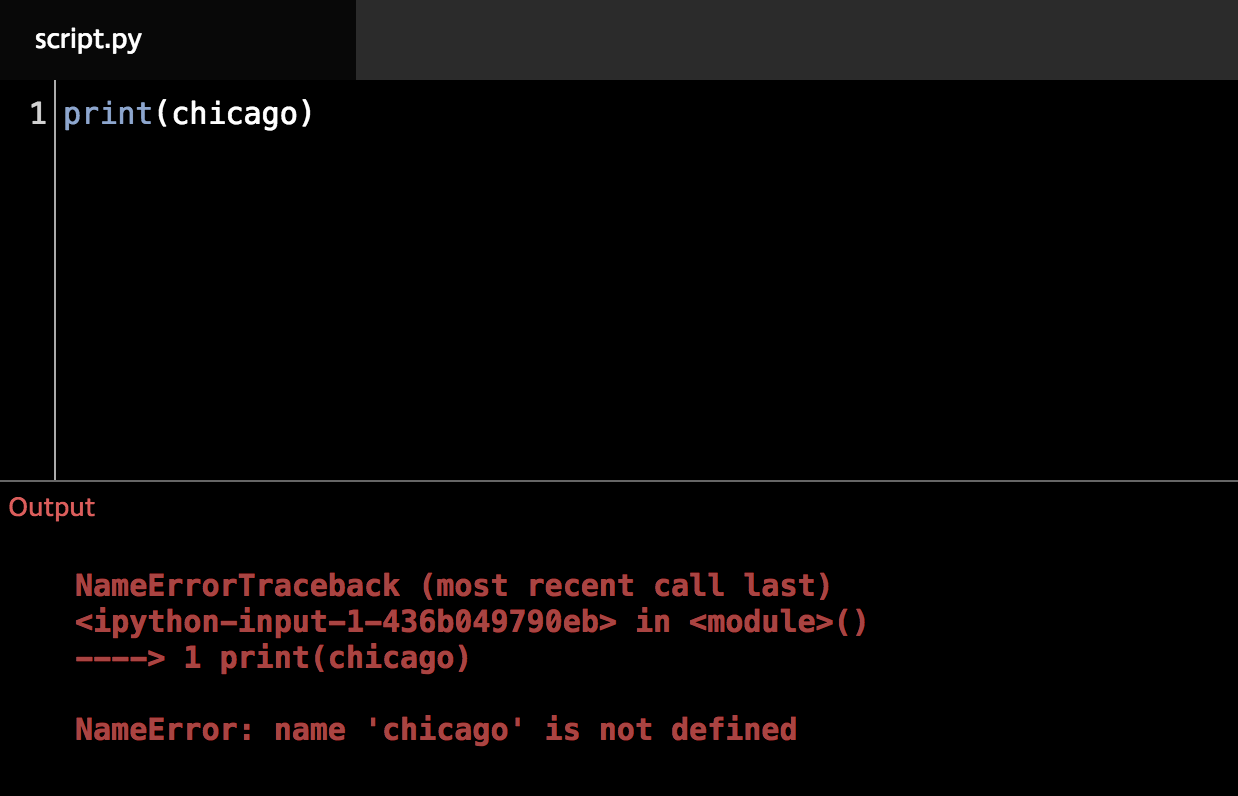 script.py
1 print(chicago)
Output
NameErrorTraceback (most recent call last)
<ipython-input-1-436b049790eb> in <module>()
----> 1 print(chicago)
NameError: name 'chicago' is not defined